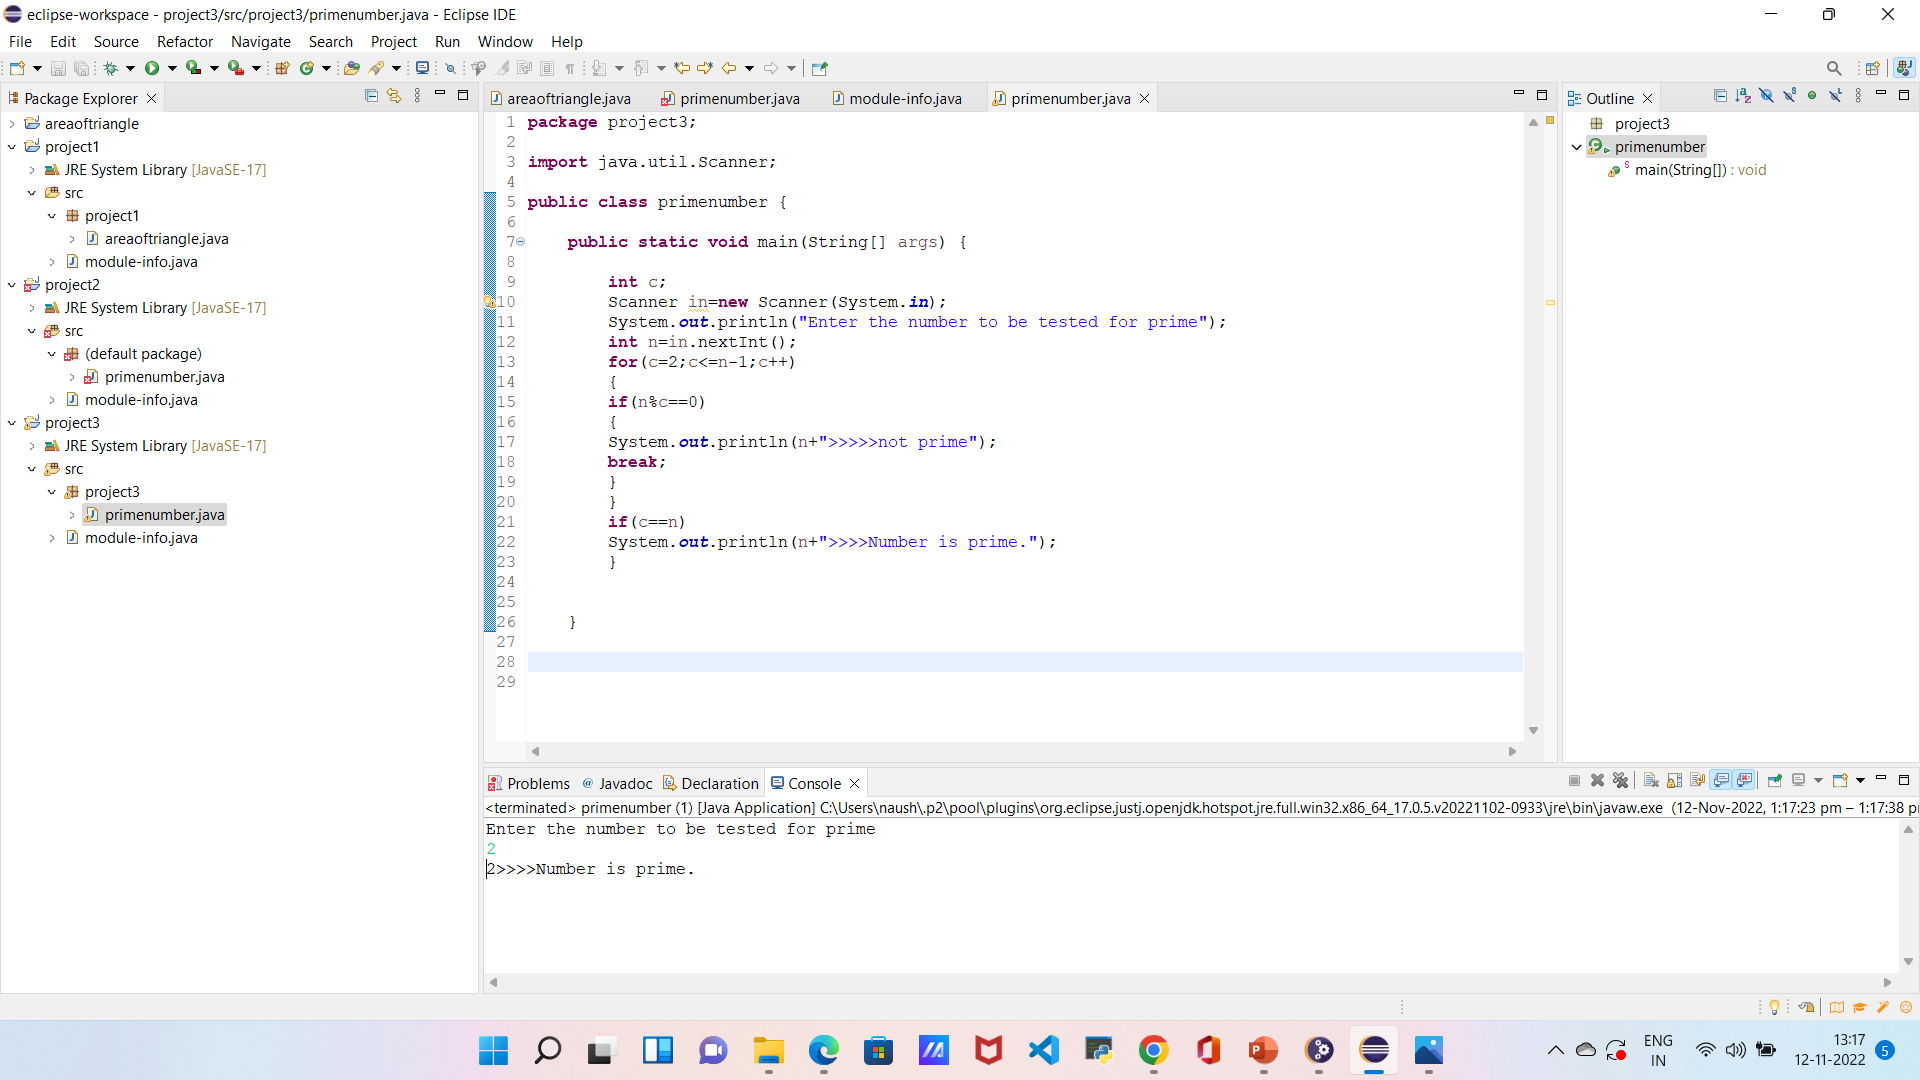 eclipse-workspace - project3/src/project3/primenumber.java - Eclipse IDE
File Edit Source Refactor Navigate Search Project Run Window Help
Package Explorer
areaoftriangle
project1
JRE System Library [JavaSE-17]
src
project1
areaoftriangle.java
module-info.java
project2
JRE System Library [JavaSE-17]
src
(default package)
primenumber.java
module-info.java
project3
JRE System Library [JavaSE-17]
src
project3
primenumber.java
module-info.java
areaoftriangle.java primenumber.java module-info.java primenumber.java
1 package project3;
2
3 import java.util.Scanner;
4
5 public class primenumber {
6
7 public static void main(String[] args) {
8
9 int c;
10 Scanner in=new Scanner(System.in);
11 System.out.println("Enter the number to be tested for prime");
12 int n=in.nextInt();
13 for(c=2;c<=n-1;c++)
14 {
15 if(n%c==0)
16 {
17 System.out.println(n+">>>>>not prime");
18 break;
19 }
20 }
21 if(c==n)
22 System.out.println(n+">>>>Number is prime.");
23 }
24
25
26 }
27
28
29
Outline
project3
primenumber
main(String[]) : void
Problems Javadoc Declaration Console
<terminated> primenumber (1) [Java Application] C:\Users\naush\.p2\pool\plugins\org.eclipse.justj.openjdk.hotspot.jre.full.win32.x86_64_17.0.5.v20221102-0933\jre\bin\javaw.exe (12-Nov-2022, 1:17:23 pm – 1:17:38 p
Enter the number to be tested for prime
2
2>>>>Number is prime.
ENG
IN
13:17
12-11-2022
5